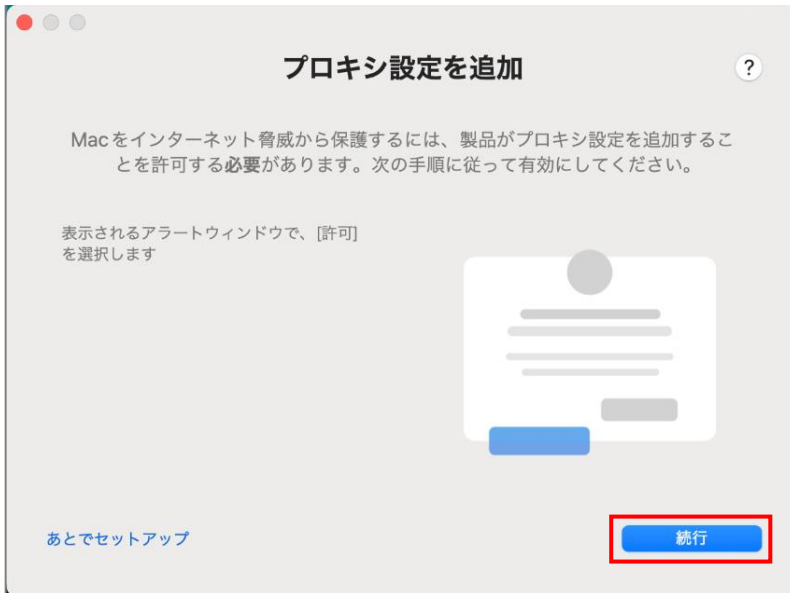 プロキシ設定を追加
?
Macをインターネット脅威から保護するには、製品がプロキシ設定を追加するこ
とを許可する必要があります。次の手順に従って有効にしてください。
表示されるアラートウィンドウで、[許可]
を選択します
あとでセットアップ
続行